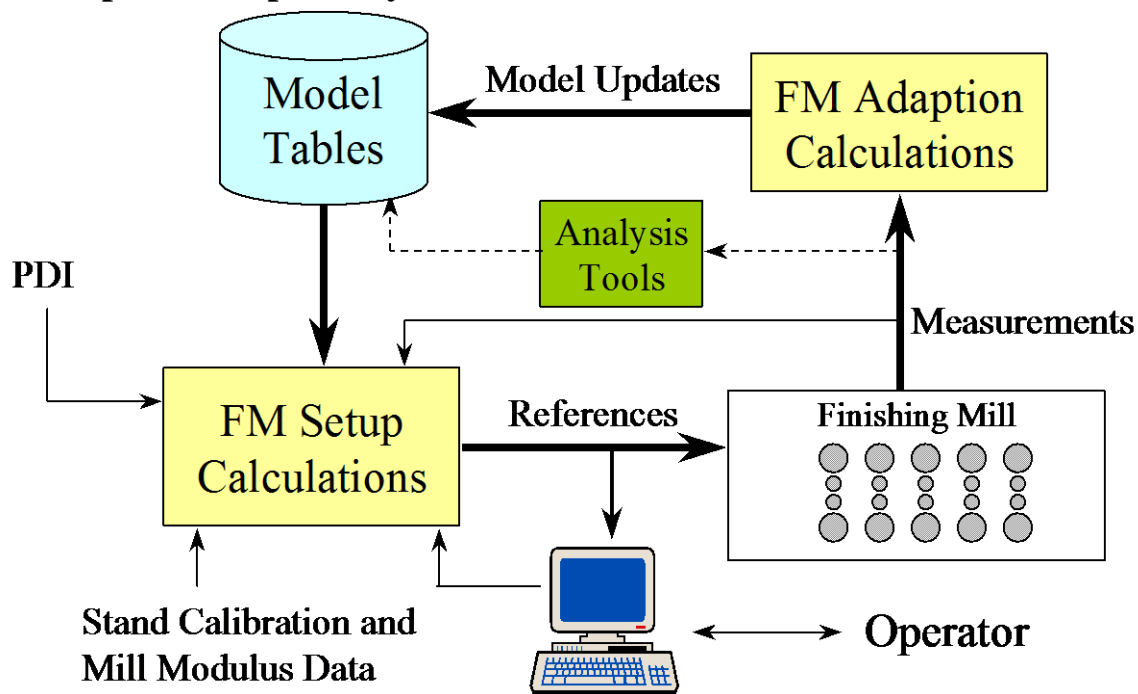 Model Updates
Model
Tables
FM Adaption
Calculations
Analysis
Tools
PDI
Measurements
FM Setup
Calculations
References
Finishing Mill
Stand Calibration and
Mill Modulus Data
Operator